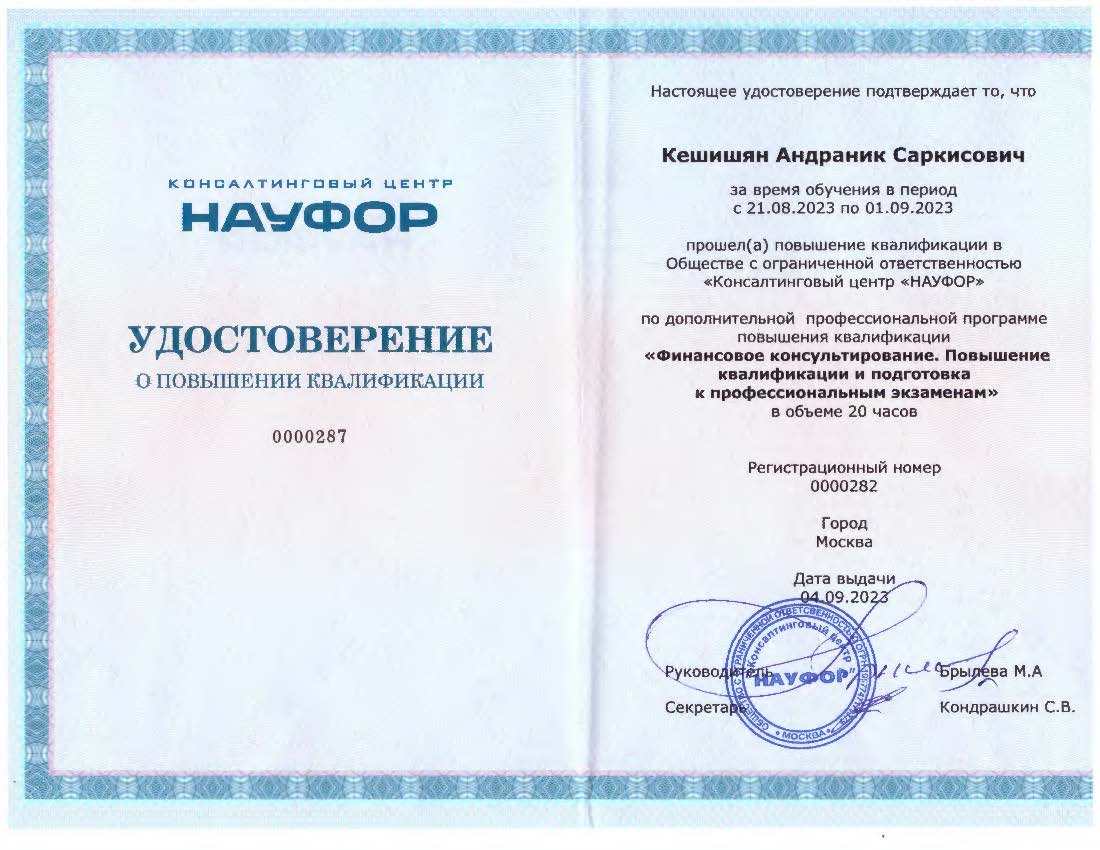 КОНСАЛТИНГОВЫЙ ЦЕНТР
НАУФОР
УДОСТОВЕРЕНИЕ
О ПОВЫШЕНИИ КВАЛИФИКАЦИИ
0000287
Настоящее удостоверение подтверждает то, что
Кешишян Андраник Саркисович
за время обучения в период
с 21.08.2023 по 01.09.2023
прошел(а) повышение квалификации в
Обществе с ограниченной ответственностью
«Консалтинговый центр «НАУФОР»
по дополнительной профессиональной программе
повышения квалификации
«Финансовое консультирование. Повышение
квалификации и подготовка
к профессиональным экзаменам»
в объеме 20 часов
Регистрационный номер
0000282
Город
Москва
Дата выдачи
04.09.2023
ОБЩЕСТВО С ОГРАНИЧЕННОЙ ОТВЕТСТВЕННОСТЬЮ
"Консалтинговый центр
НАУФОР"
МОСКВА
Руководитель Брылева М.А
Секретарь Кондрашкин С.В.